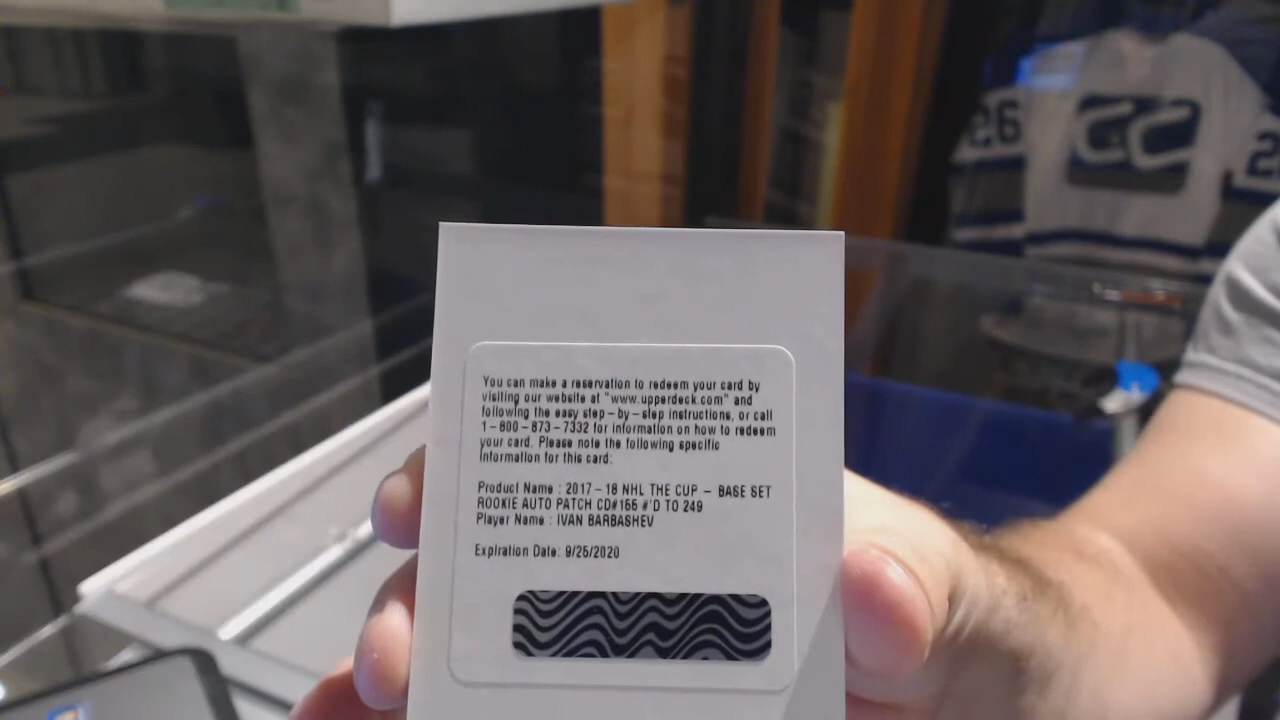 You can make a reservation to redeem your card by
visiting our website at "www.upperdeck.com" and
following the easy step-by-step instructions, or call
1-800-873-7332 for information on how to redeem
your card. Please note the following specific
information for this card:
Product Name : 2017-18 NHL THE CUP - BASE SET
ROOKIE AUTO PATCH CD#166 #'D TO 249
Player Name : IVAN BARBASHEV
Expiration Date: 9/25/2020